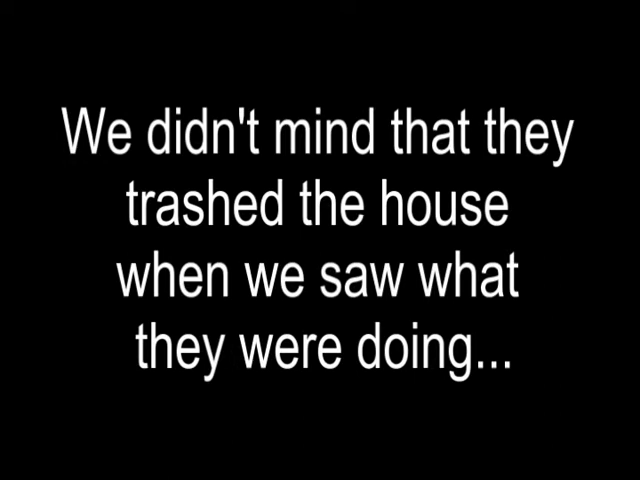 We didn't mind that they
trashed the house
when we saw what
they were doing...